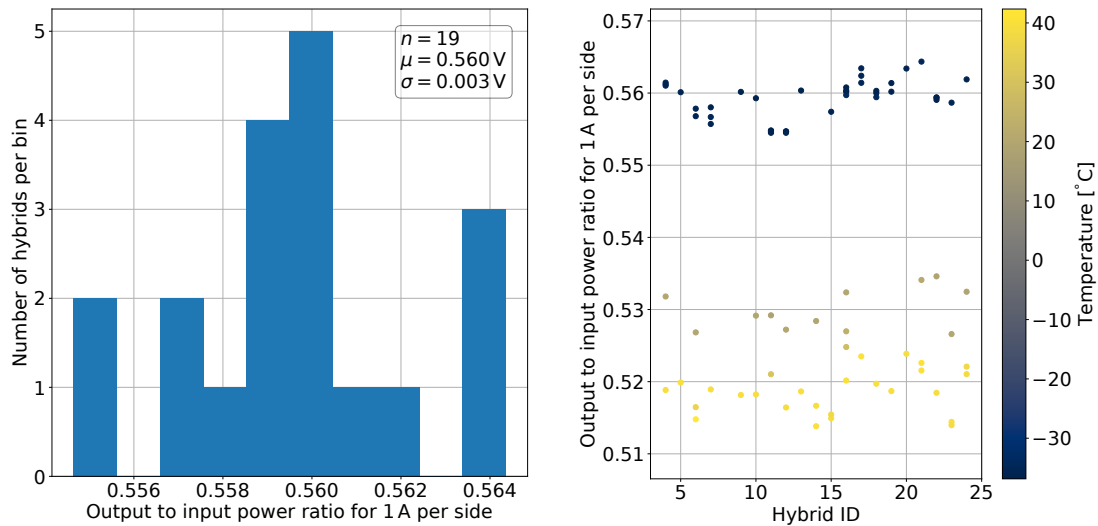 Number of hybrids per bin
5
4
3
2
1
0
n = 19
μ = 0.560 V
σ = 0.003 V
0.556 0.558 0.560 0.562 0.564
Output to input power ratio for 1 A per side
Output to input power ratio for 1 A per side
0.57
0.56
0.55
0.54
0.53
0.52
0.51
5 10 15 20 25
Hybrid ID
40
30
20
10
0
−10
−20
−30
Temperature [°C]